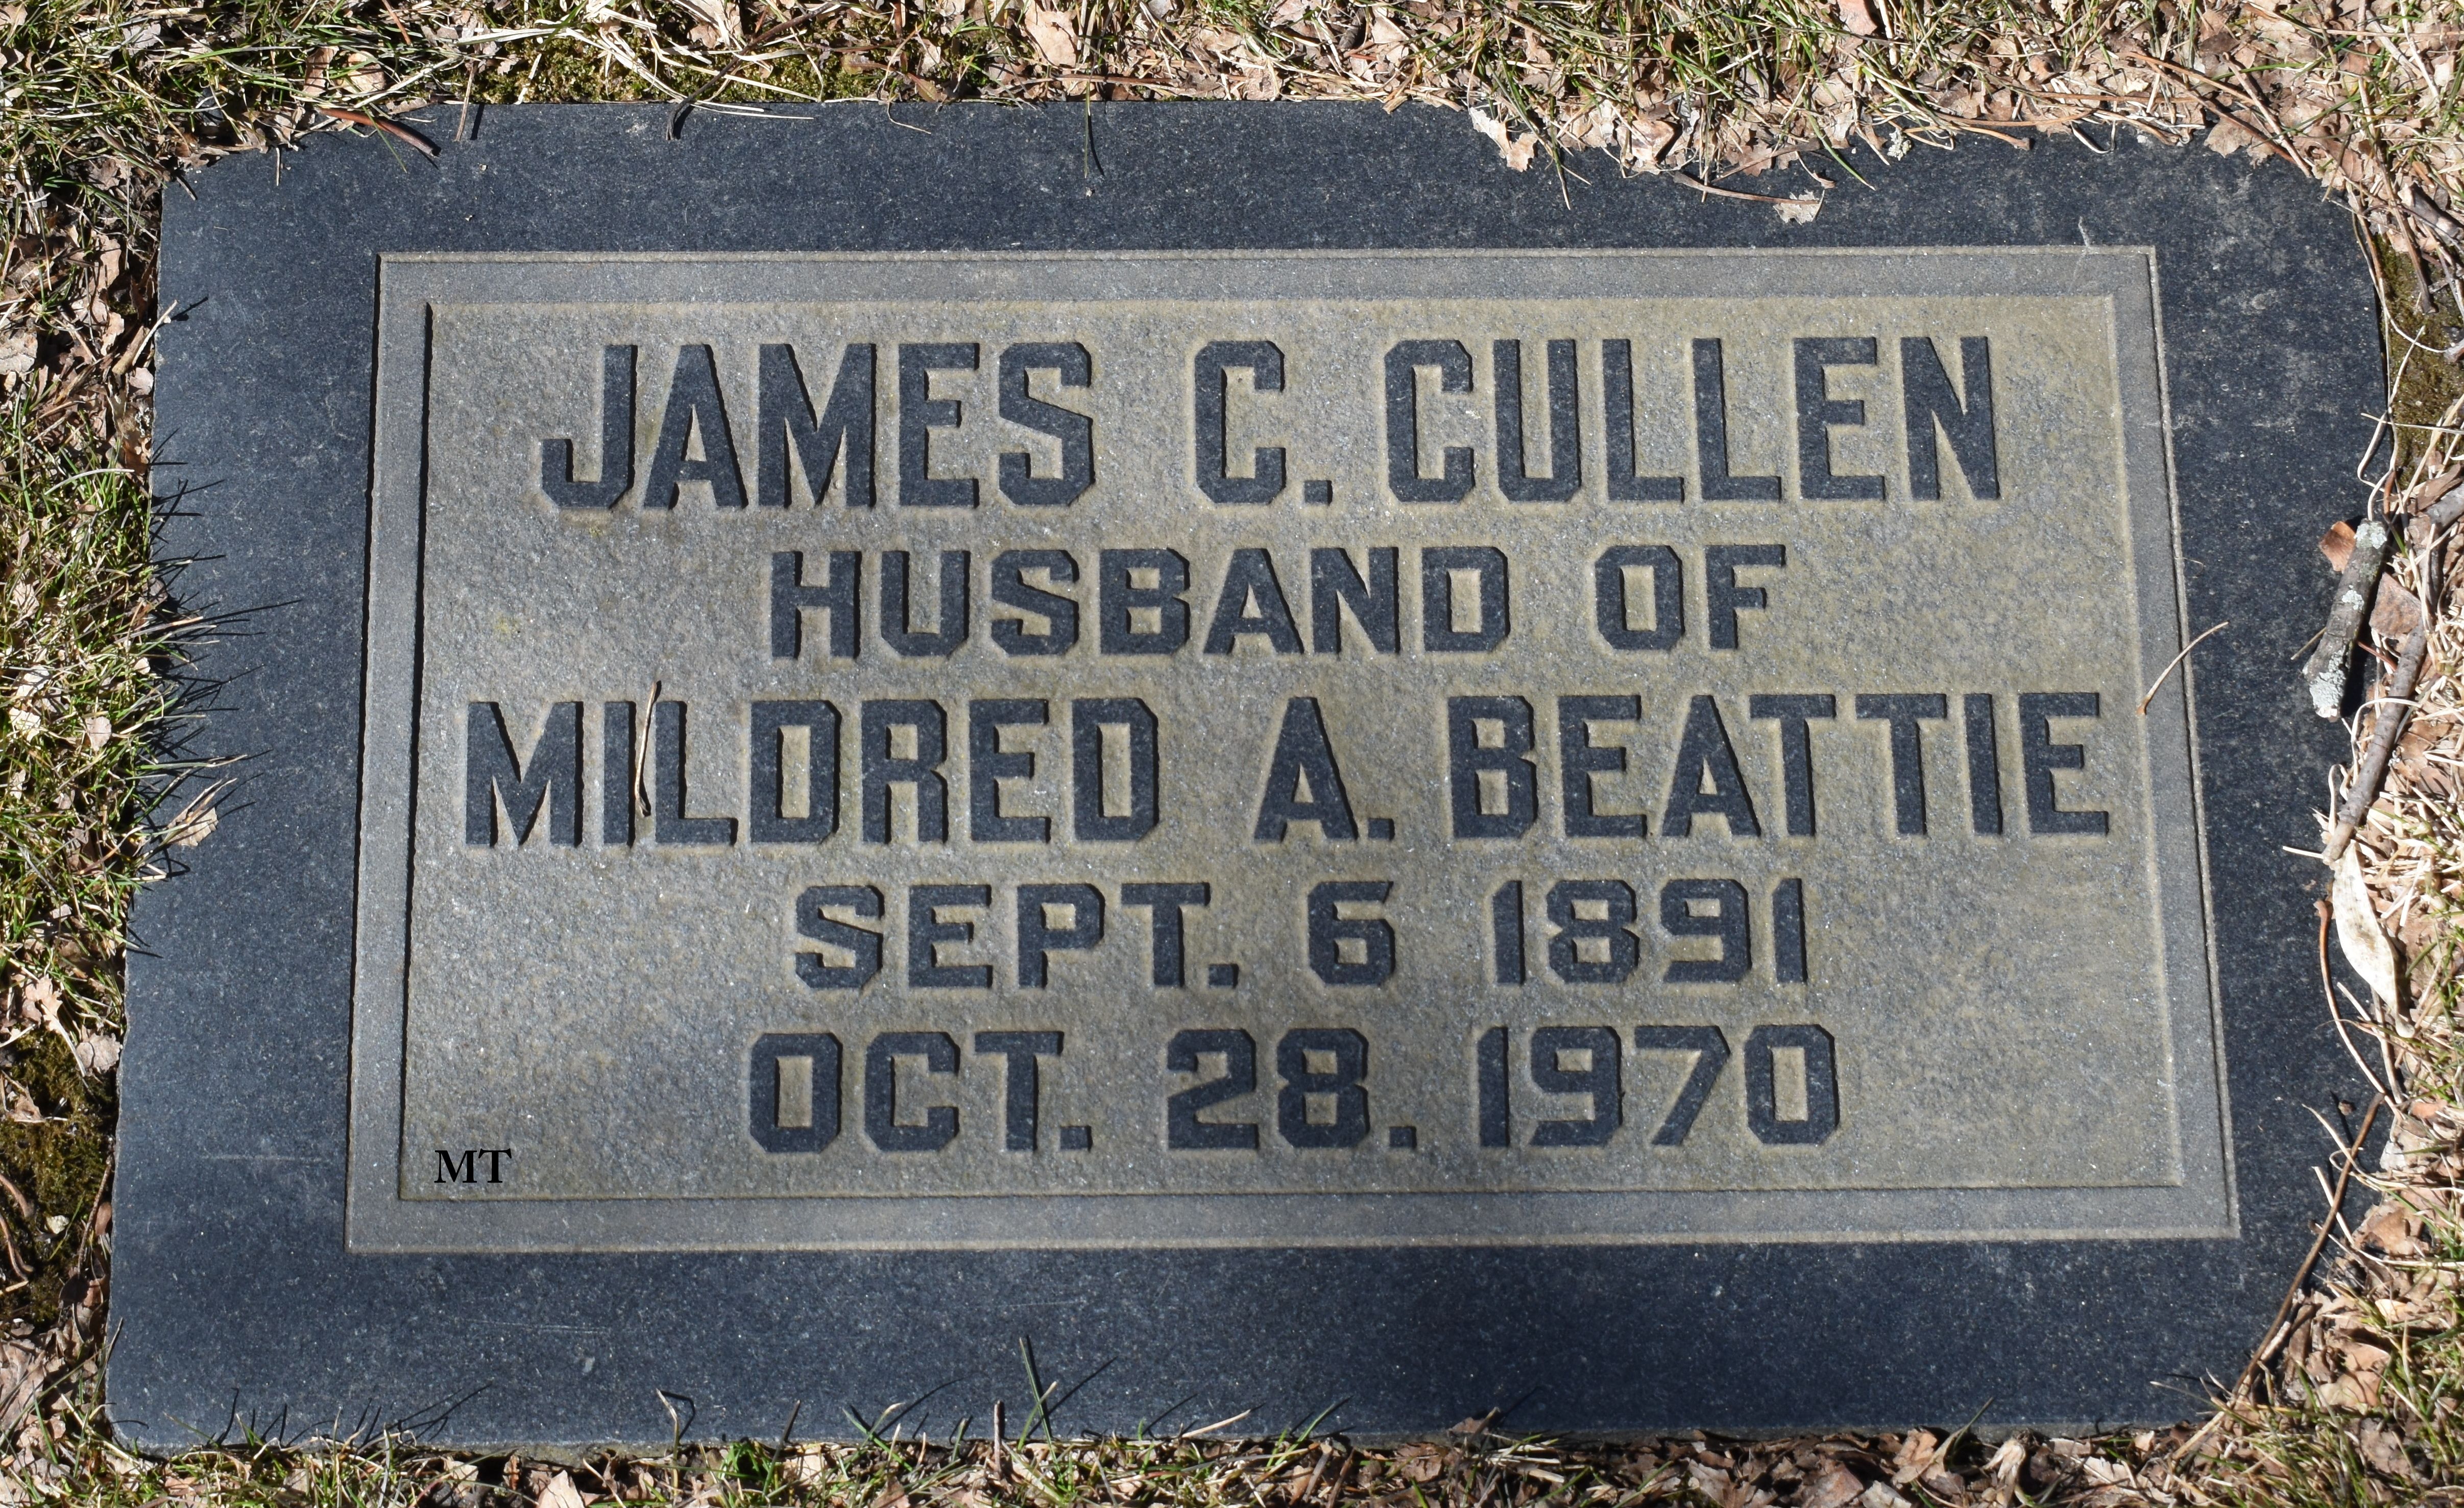 JAMES C. CULLEN
HUSBAND OF
MILDRED A. BEATTIE
SEPT. 6 1891
OCT. 28. 1970
MT